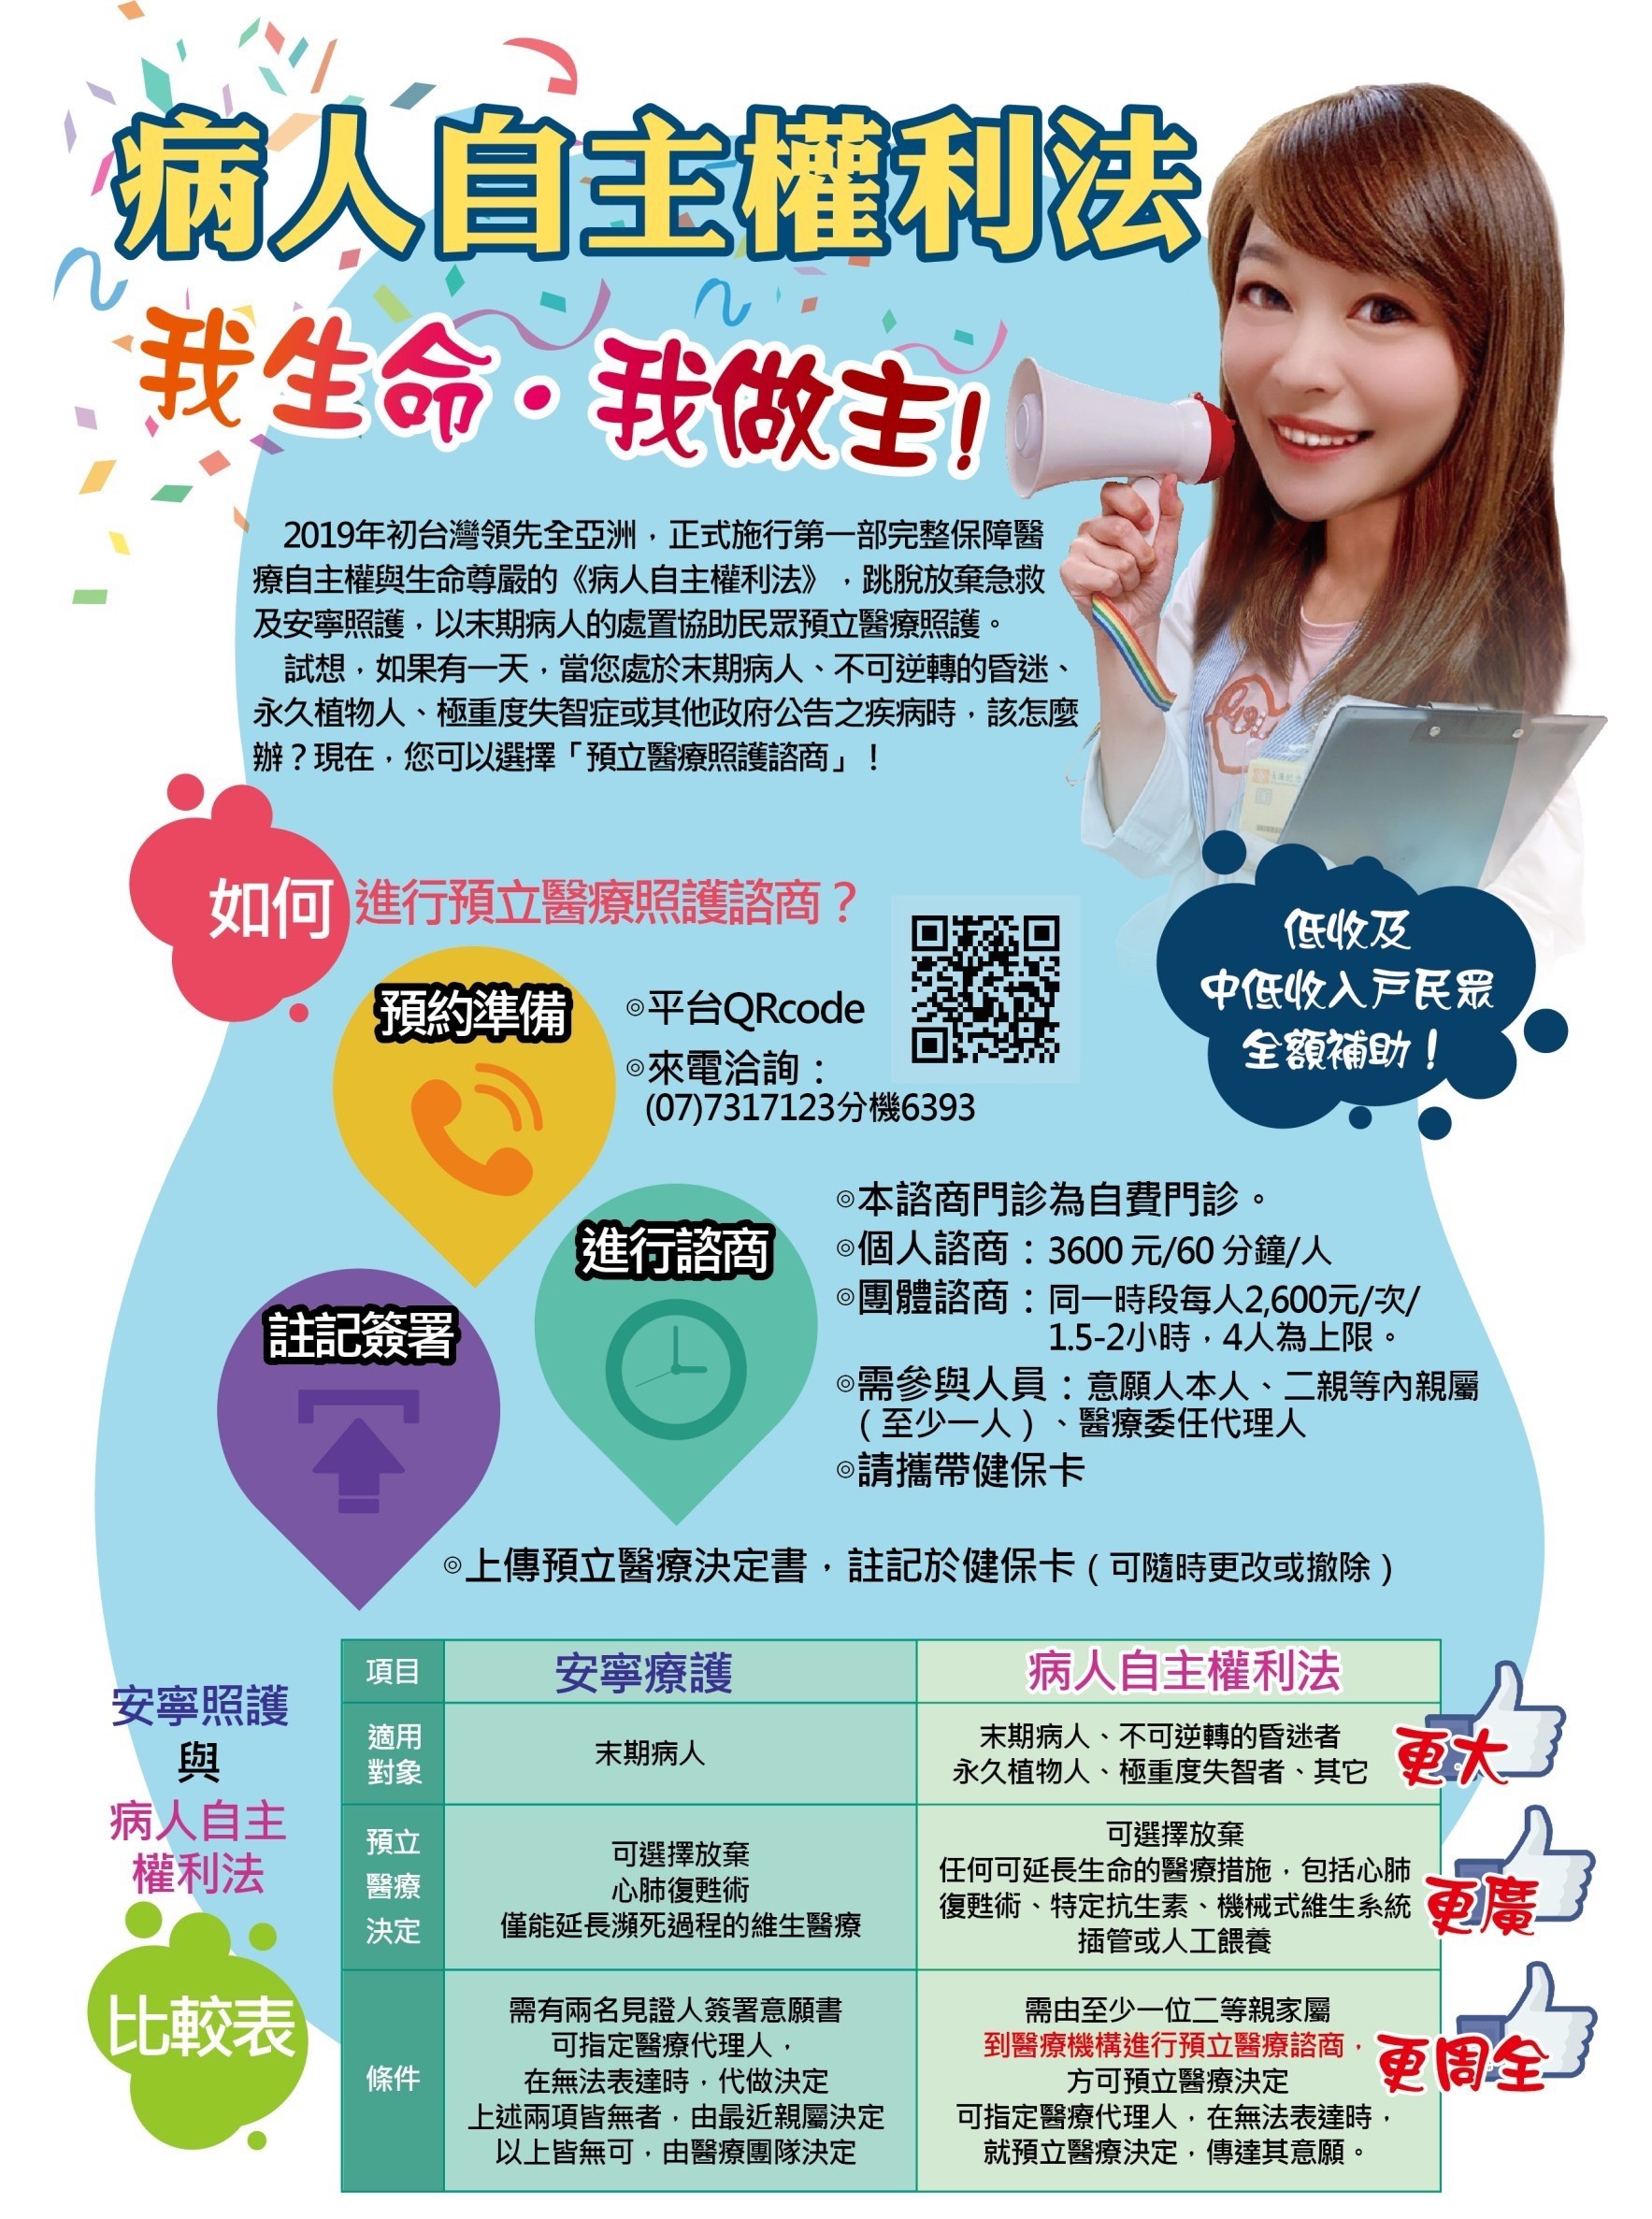 病人自主權利法
我生命·我做主!
2019年初台灣領先全亞洲，正式施行第一部完整保障醫
療自主權與生命尊嚴的《病人自主權利法》，跳脫放棄急救
及安寧照護，以末期病人的處置協助民眾預立醫療照護。
試想，如果有一天，當您處於末期病人、不可逆轉的昏迷、
永久植物人、極重度失智症或其他政府公告之疾病時，該怎麼
辦？現在，您可以選擇「預立醫療照護諮商」！
如何 進行預立醫療照護諮商？
低收及
中低收入戶民眾
全額補助！
預約準備
◎平台QRcode
◎來電洽詢：
(07)7317123分機6393
進行諮商
◎本諮商門診為自費門診。
◎個人諮商：3600 元/60 分鐘/人
◎團體諮商：同一時段每人2,600元/次/
1.5-2小時，4人為上限。
◎需參與人員：意願人本人、二親等內親屬
（至少一人）、醫療委任代理人
◎請攜帶健保卡
註記簽署
◎上傳預立醫療決定書，註記於健保卡（可隨時更改或撤除）
安寧照護
與
病人自主
權利法
比較表
項目 安寧療護 病人自主權利法
適用
對象
末期病人
末期病人、不可逆轉的昏迷者
永久植物人、極重度失智者、其它
更大
預立
醫療
決定
可選擇放棄
心肺復甦術
僅能延長瀕死過程的維生醫療
可選擇放棄
任何可延長生命的醫療措施，包括心肺
復甦術、特定抗生素、機械式維生系統
插管或人工餵養
更廣
條件
需有兩名見證人簽署意願書
可指定醫療代理人，
在無法表達時，代做決定
上述兩項皆無者，由最近親屬決定
以上皆無可，由醫療團隊決定
需由至少一位二等親家屬
到醫療機構進行預立醫療諮商，
方可預立醫療決定
可指定醫療代理人，在無法表達時，
就預立醫療決定，傳達其意願。
更周全